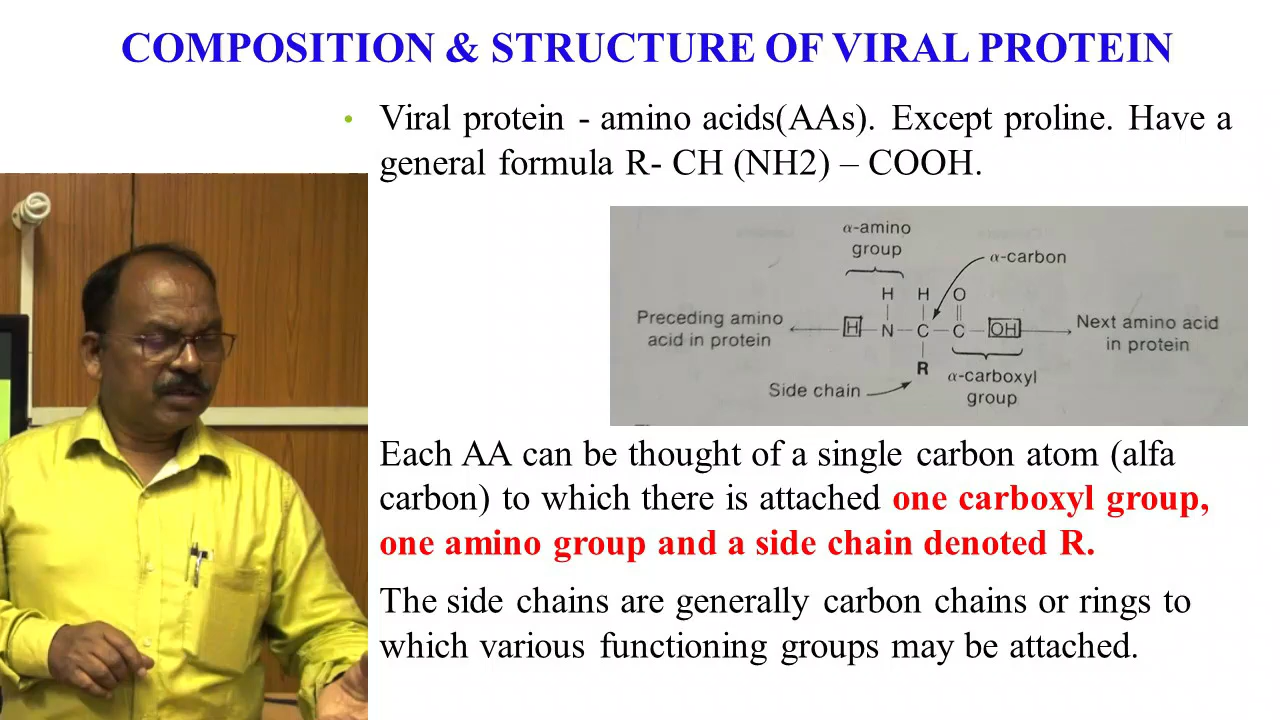 COMPOSITION & STRUCTURE OF VIRAL PROTEIN
• Viral protein - amino acids(AAs). Except proline. Have a
general formula R- CH (NH2) – COOH.
α-amino
group
α-carbon
H H O
Preceding amino
acid in protein
H N C C OH
Next amino acid
in protein
R
Side chain
α-carboxyl
group
Each AA can be thought of a single carbon atom (alfa
carbon) to which there is attached one carboxyl group,
one amino group and a side chain denoted R.
The side chains are generally carbon chains or rings to
which various functioning groups may be attached.